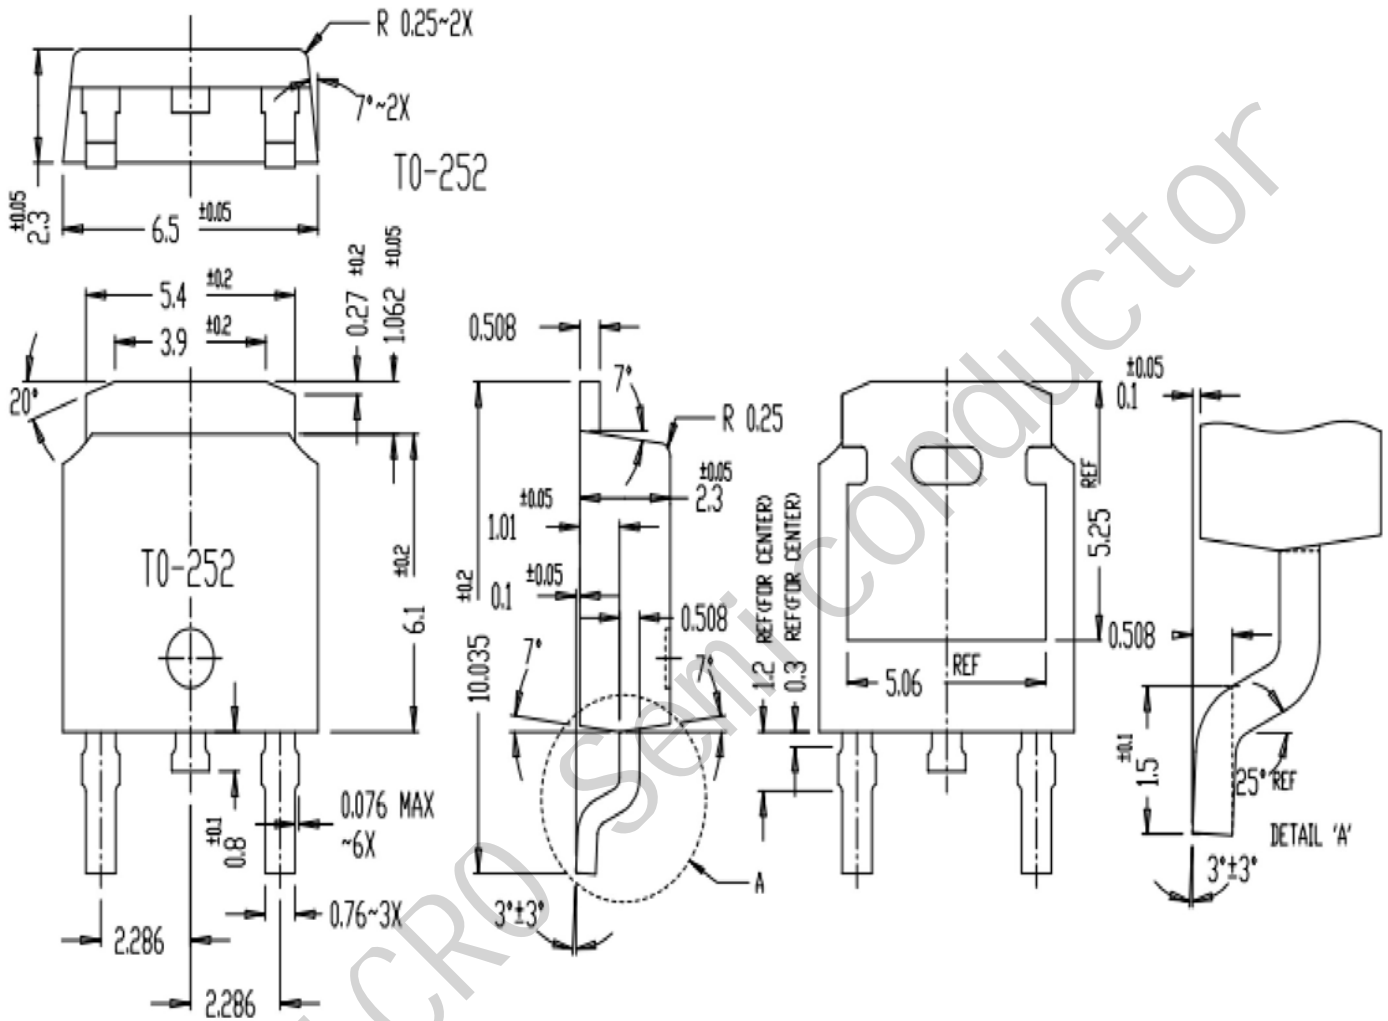 R 0.25~2X
7°~2X
TO-252
±0.05
2.3
6.5 ±0.05
5.4 ±0.2
3.9 ±0.2
0.27 ±0.2
1.062 ±0.05
20°
TO-252
6.1 ±0.2
0.8 ±0.1
0.076 MAX
~6X
0.76~3X
2.286
2.286
0.508
7°
R 0.25
2.3 ±0.05
1.01 ±0.05
0.1 ±0.05
10.035 ±0.2
0.508
7°
7°
A
3°±3°
1.2 REF(FOR CENTER)
0.3 REF(FOR CENTER)
5.25 REF
5.06 REF
0.1 ±0.05
0.508
1.5 ±0.1
25° REF
DETAIL 'A'
3°±3°
CRO Semi conductor